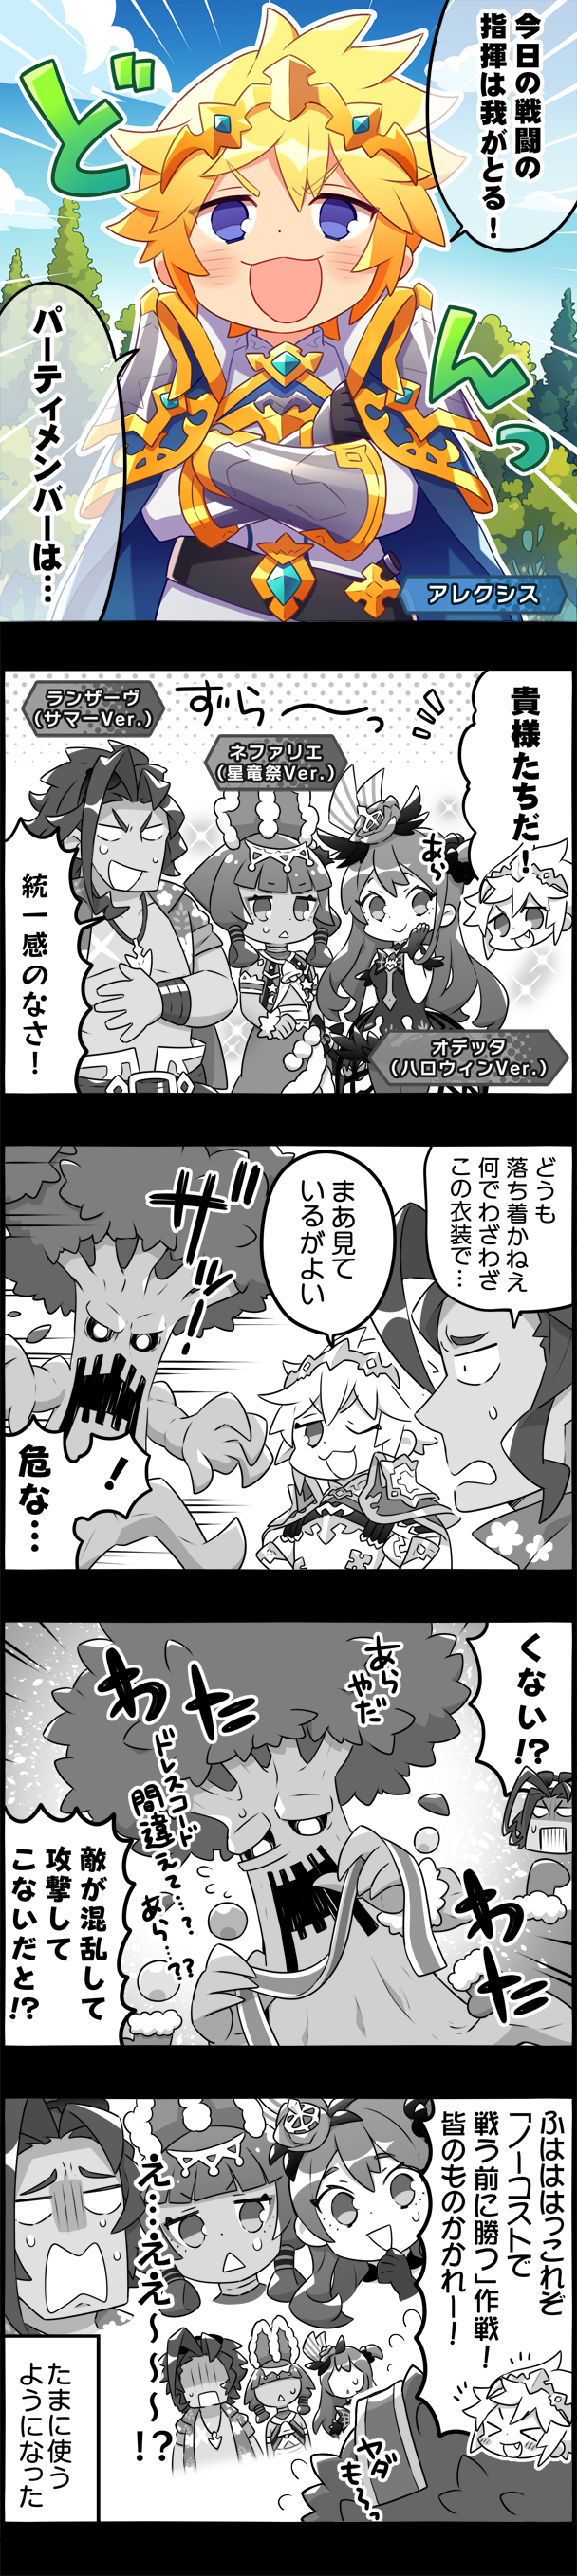 今日の戦闘の
指揮は我がとる！
どんっ
パーティメンバーは…
アレクシス
貴様たちだ！
ずら〜っ
ランザーヴ
（サマーVer.）
ネファリエ
（星竜祭Ver.）
あら
オデッタ
（ハロウィンVer.）
統一感のなさ！
どうも
落ち着かねえ
何でわざわざ
この衣装で…
まあ見て
いるがよい
ザザッ！
！
危な…
くない!?
あら
やだ
わた
ドレスコード
間違えて…？
あら…??
わた
敵が混乱して
攻撃して
こないだと!?
ふはははっこれぞ
「ノーコストで
戦う前に勝つ」作戦！
皆のものかかれー！
え…ええ〜〜〜!?
ヤダ
も〜っ
たまに使う
ようになった